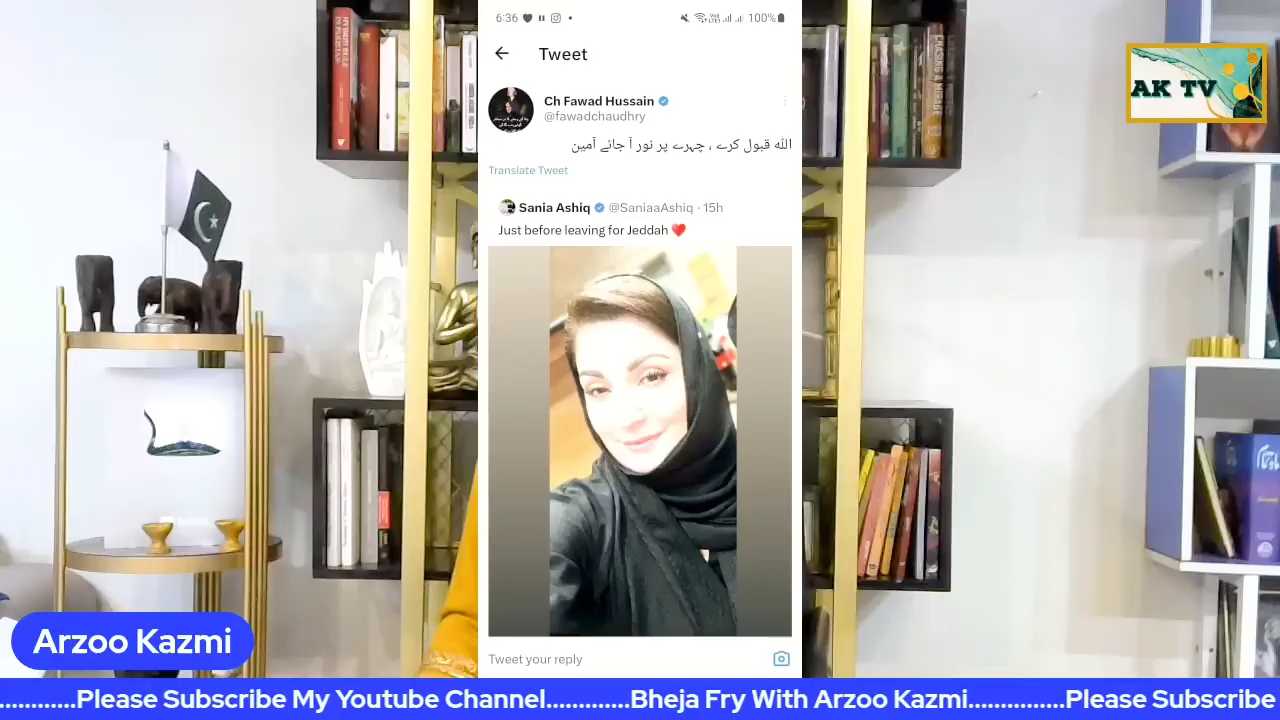 6:36
100%
Tweet
Ch Fawad Hussain
@fawadchaudhry
اللہ قبول کرے ، چہرے پر نور آ جائے آمین
Translate Tweet
Sania Ashiq @SaniaaAshiq · 15h
Just before leaving for Jeddah ❤️
Tweet your reply
AK TV
Arzoo Kazmi
............Please Subscribe My Youtube Channel.............Bheja Fry With Arzoo Kazmi...............Please Subscribe